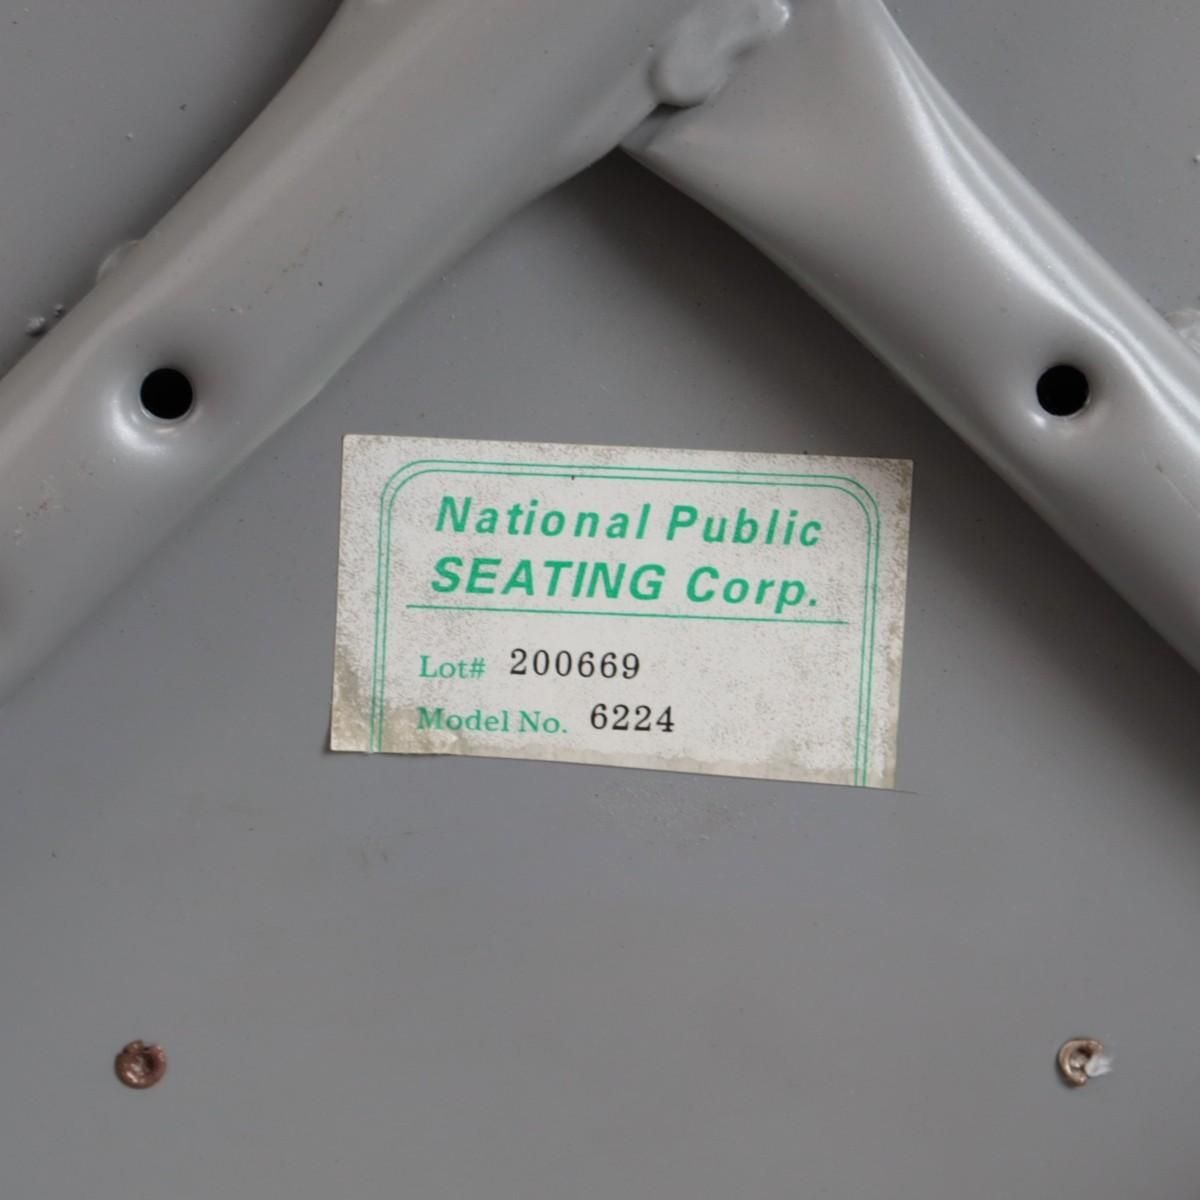 National Public
SEATING Corp.
Lot# 200669
Model No. 6224